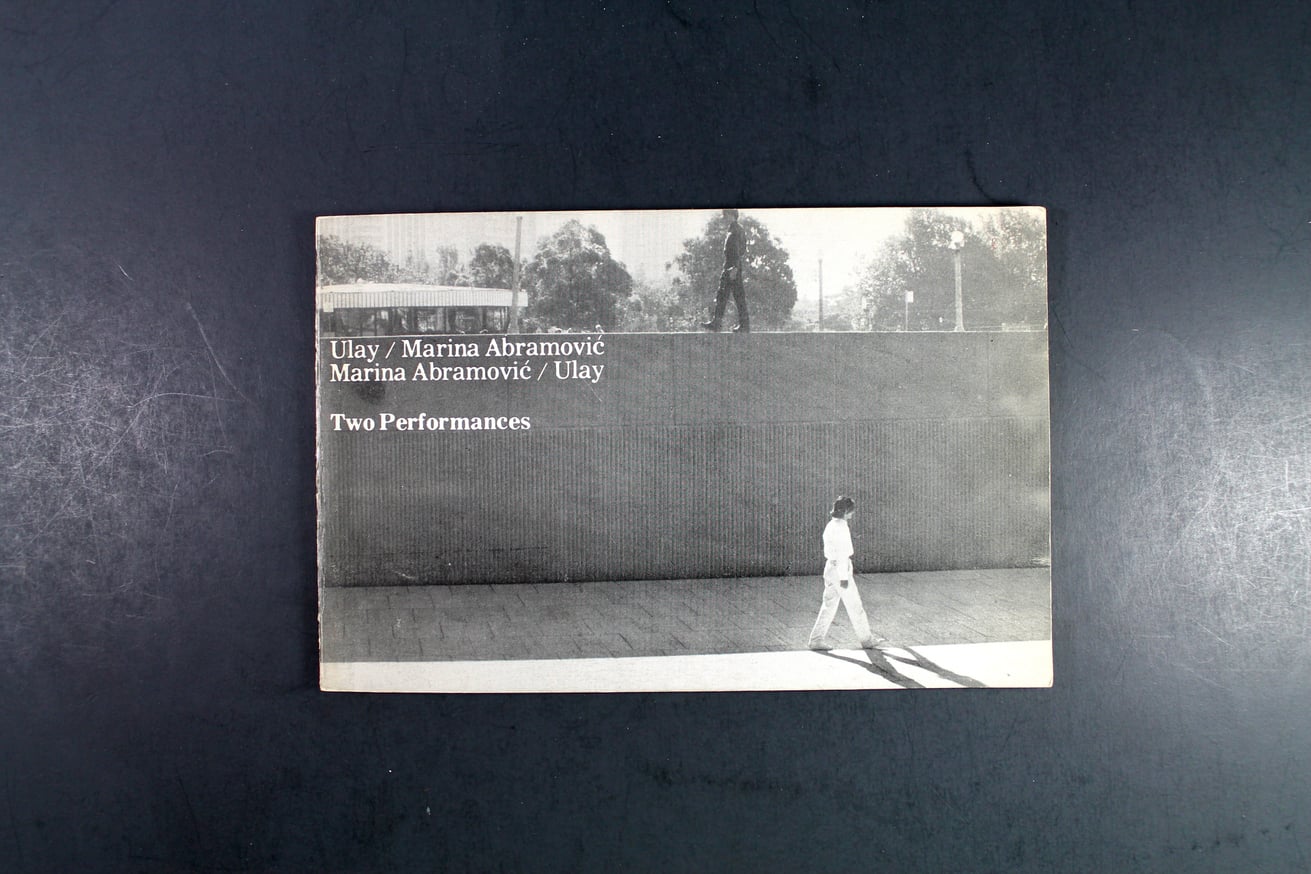 Ulay / Marina Abramović
Marina Abramović / Ulay
Two Performances